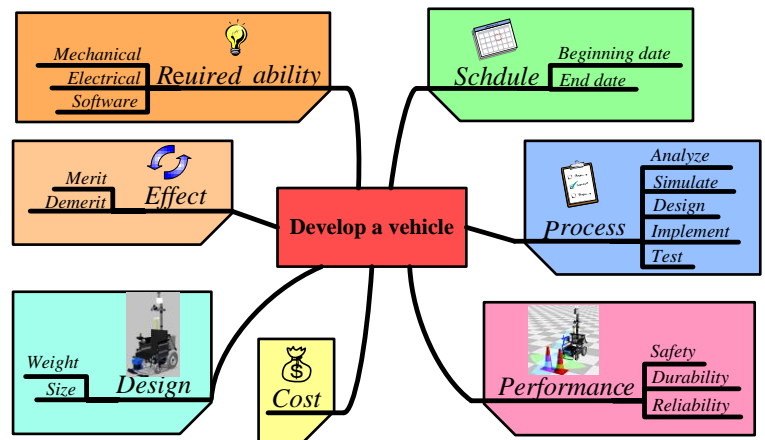 Mechanical
Electrical
Software
Reuired ability
Beginning date
End date
Schdule
Merit
Demerit
Effect
Develop a vehicle
Analyze
Simulate
Design
Implement
Test
Process
Weight
Size
Design
$
Cost
Safety
Durability
Reliability
Performance